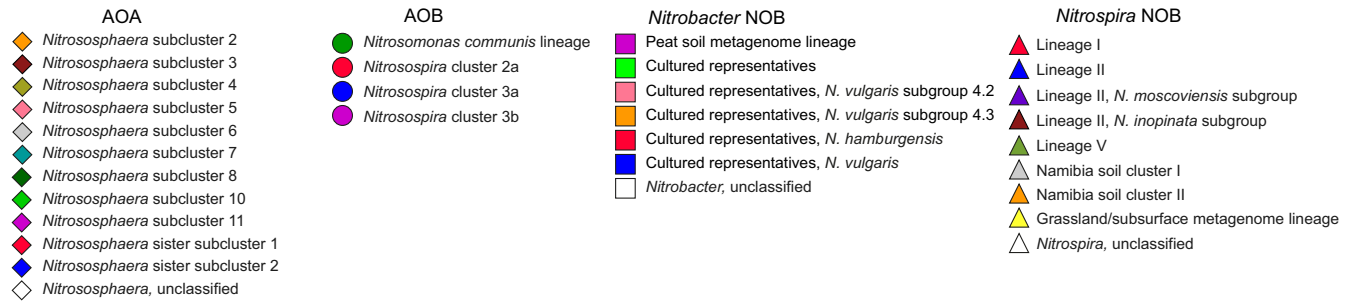 AOA
Nitrososphaera subcluster 2
Nitrososphaera subcluster 3
Nitrososphaera subcluster 4
Nitrososphaera subcluster 5
Nitrososphaera subcluster 6
Nitrososphaera subcluster 7
Nitrososphaera subcluster 8
Nitrososphaera subcluster 10
Nitrososphaera subcluster 11
Nitrososphaera sister subcluster 1
Nitrososphaera sister subcluster 2
Nitrososphaera, unclassified
AOB
Nitrosomonas communis lineage
Nitrosospira cluster 2a
Nitrosospira cluster 3a
Nitrosospira cluster 3b
Nitrobacter NOB
Peat soil metagenome lineage
Cultured representatives
Cultured representatives, N. vulgaris subgroup 4.2
Cultured representatives, N. vulgaris subgroup 4.3
Cultured representatives, N. hamburgensis
Cultured representatives, N. vulgaris
Nitrobacter, unclassified
Nitrospira NOB
Lineage I
Lineage II
Lineage II, N. moscoviensis subgroup
Lineage II, N. inopinata subgroup
Lineage V
Namibia soil cluster I
Namibia soil cluster II
Grassland/subsurface metagenome lineage
Nitrospira, unclassified